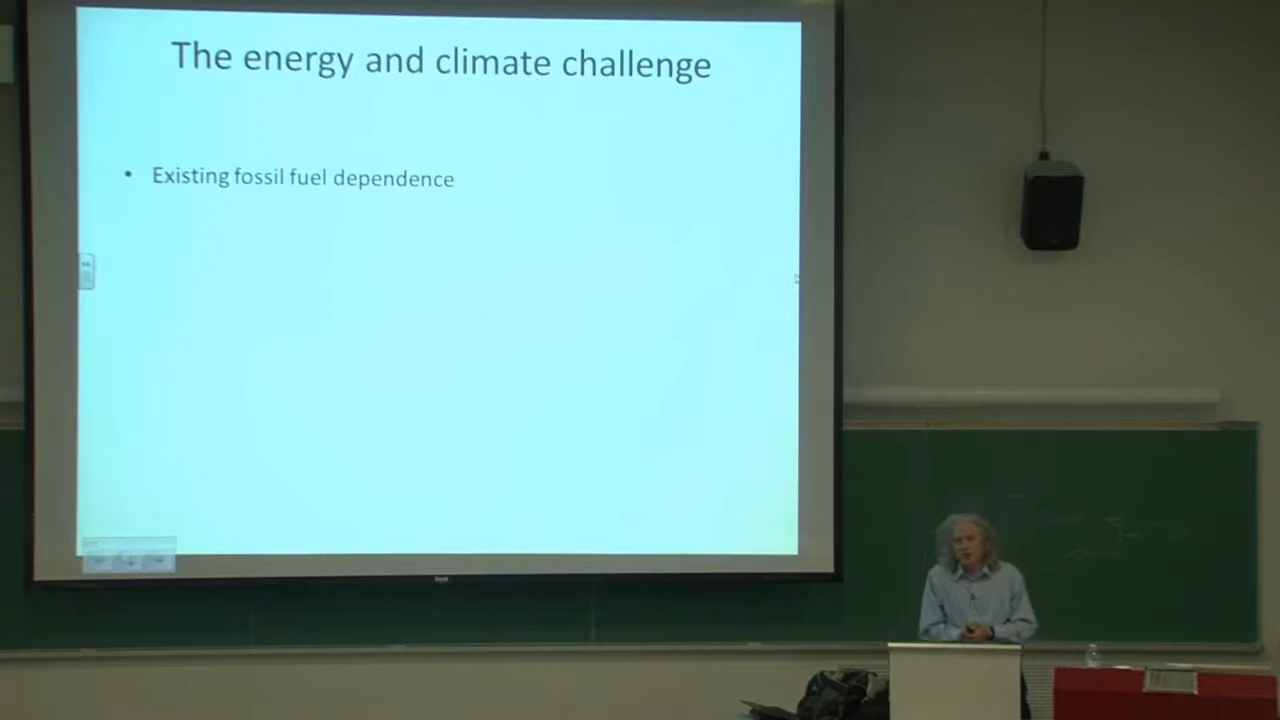 The energy and climate challenge
• Existing fossil fuel dependence